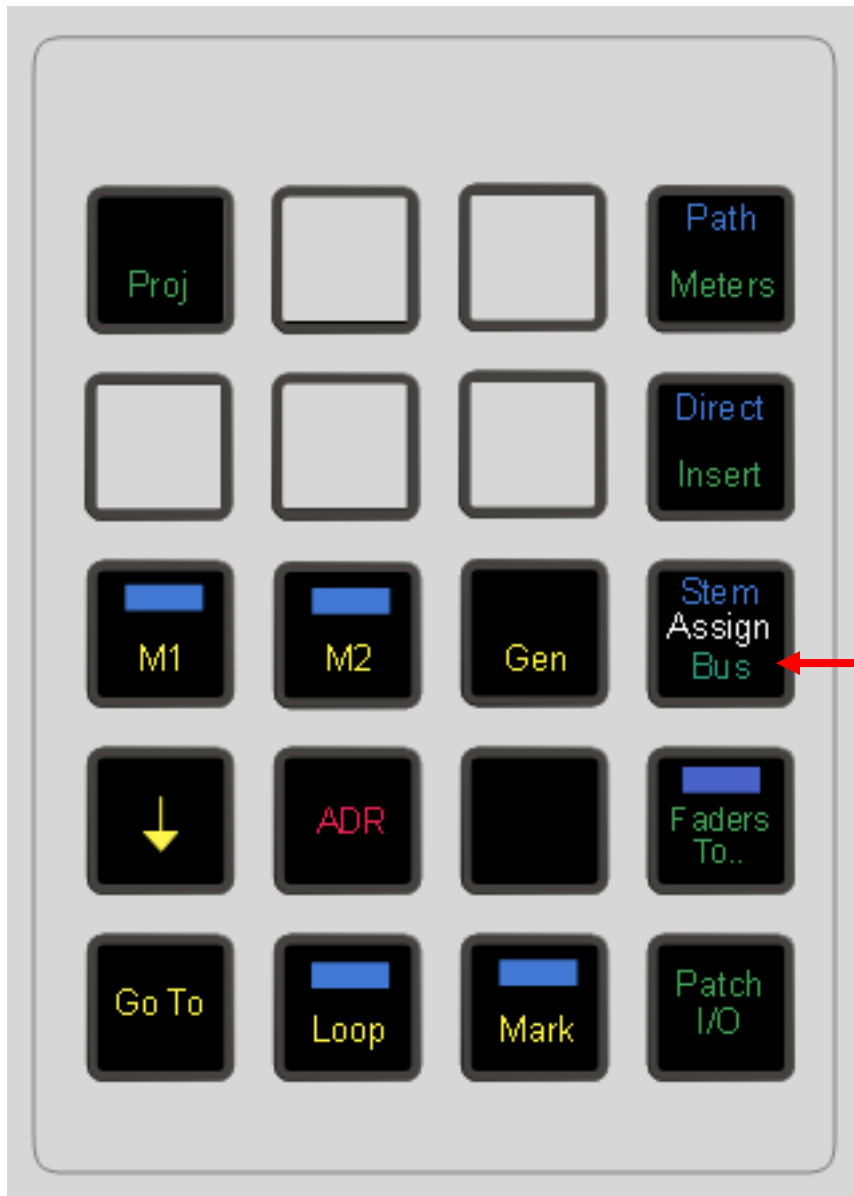 Proj
Path
Meters
Direct
Insert
M1
M2
Gen
Stem
Assign
Bus
ADR
Faders
To..
Go To
Loop
Mark
Patch
I/O